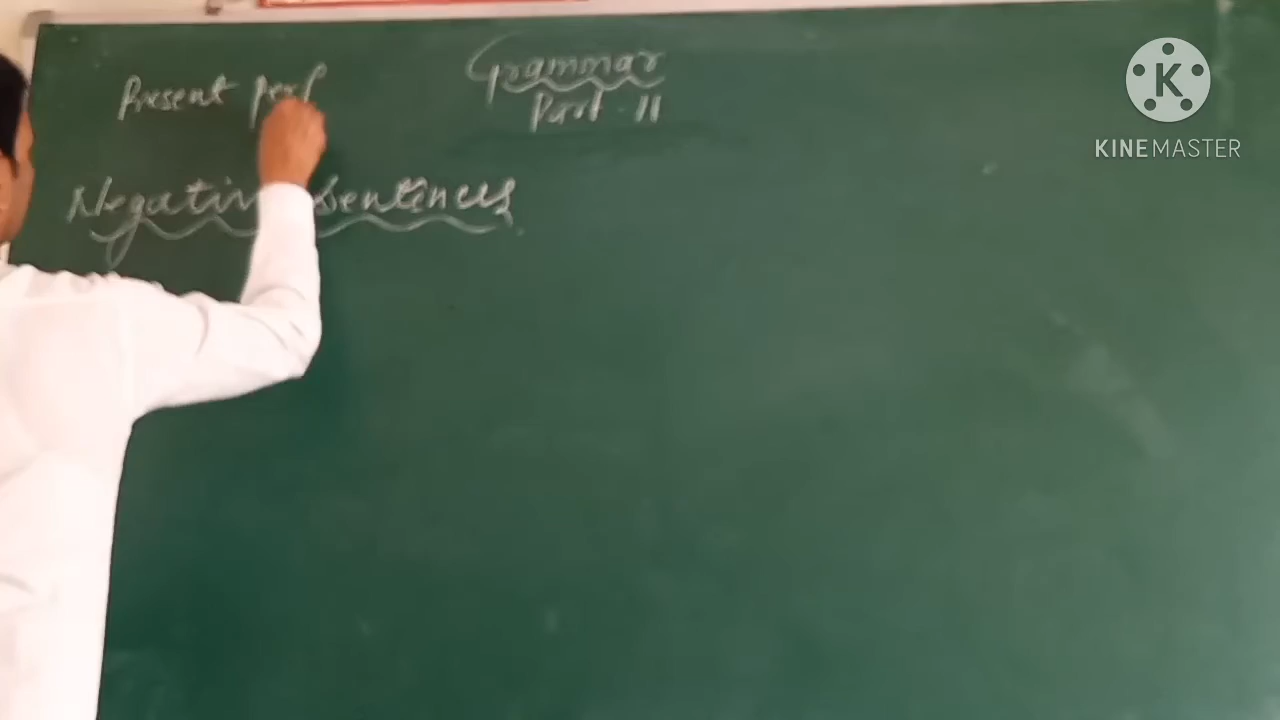 Grammar
Part - II
Present perf
Negative Sentences
KINEMASTER